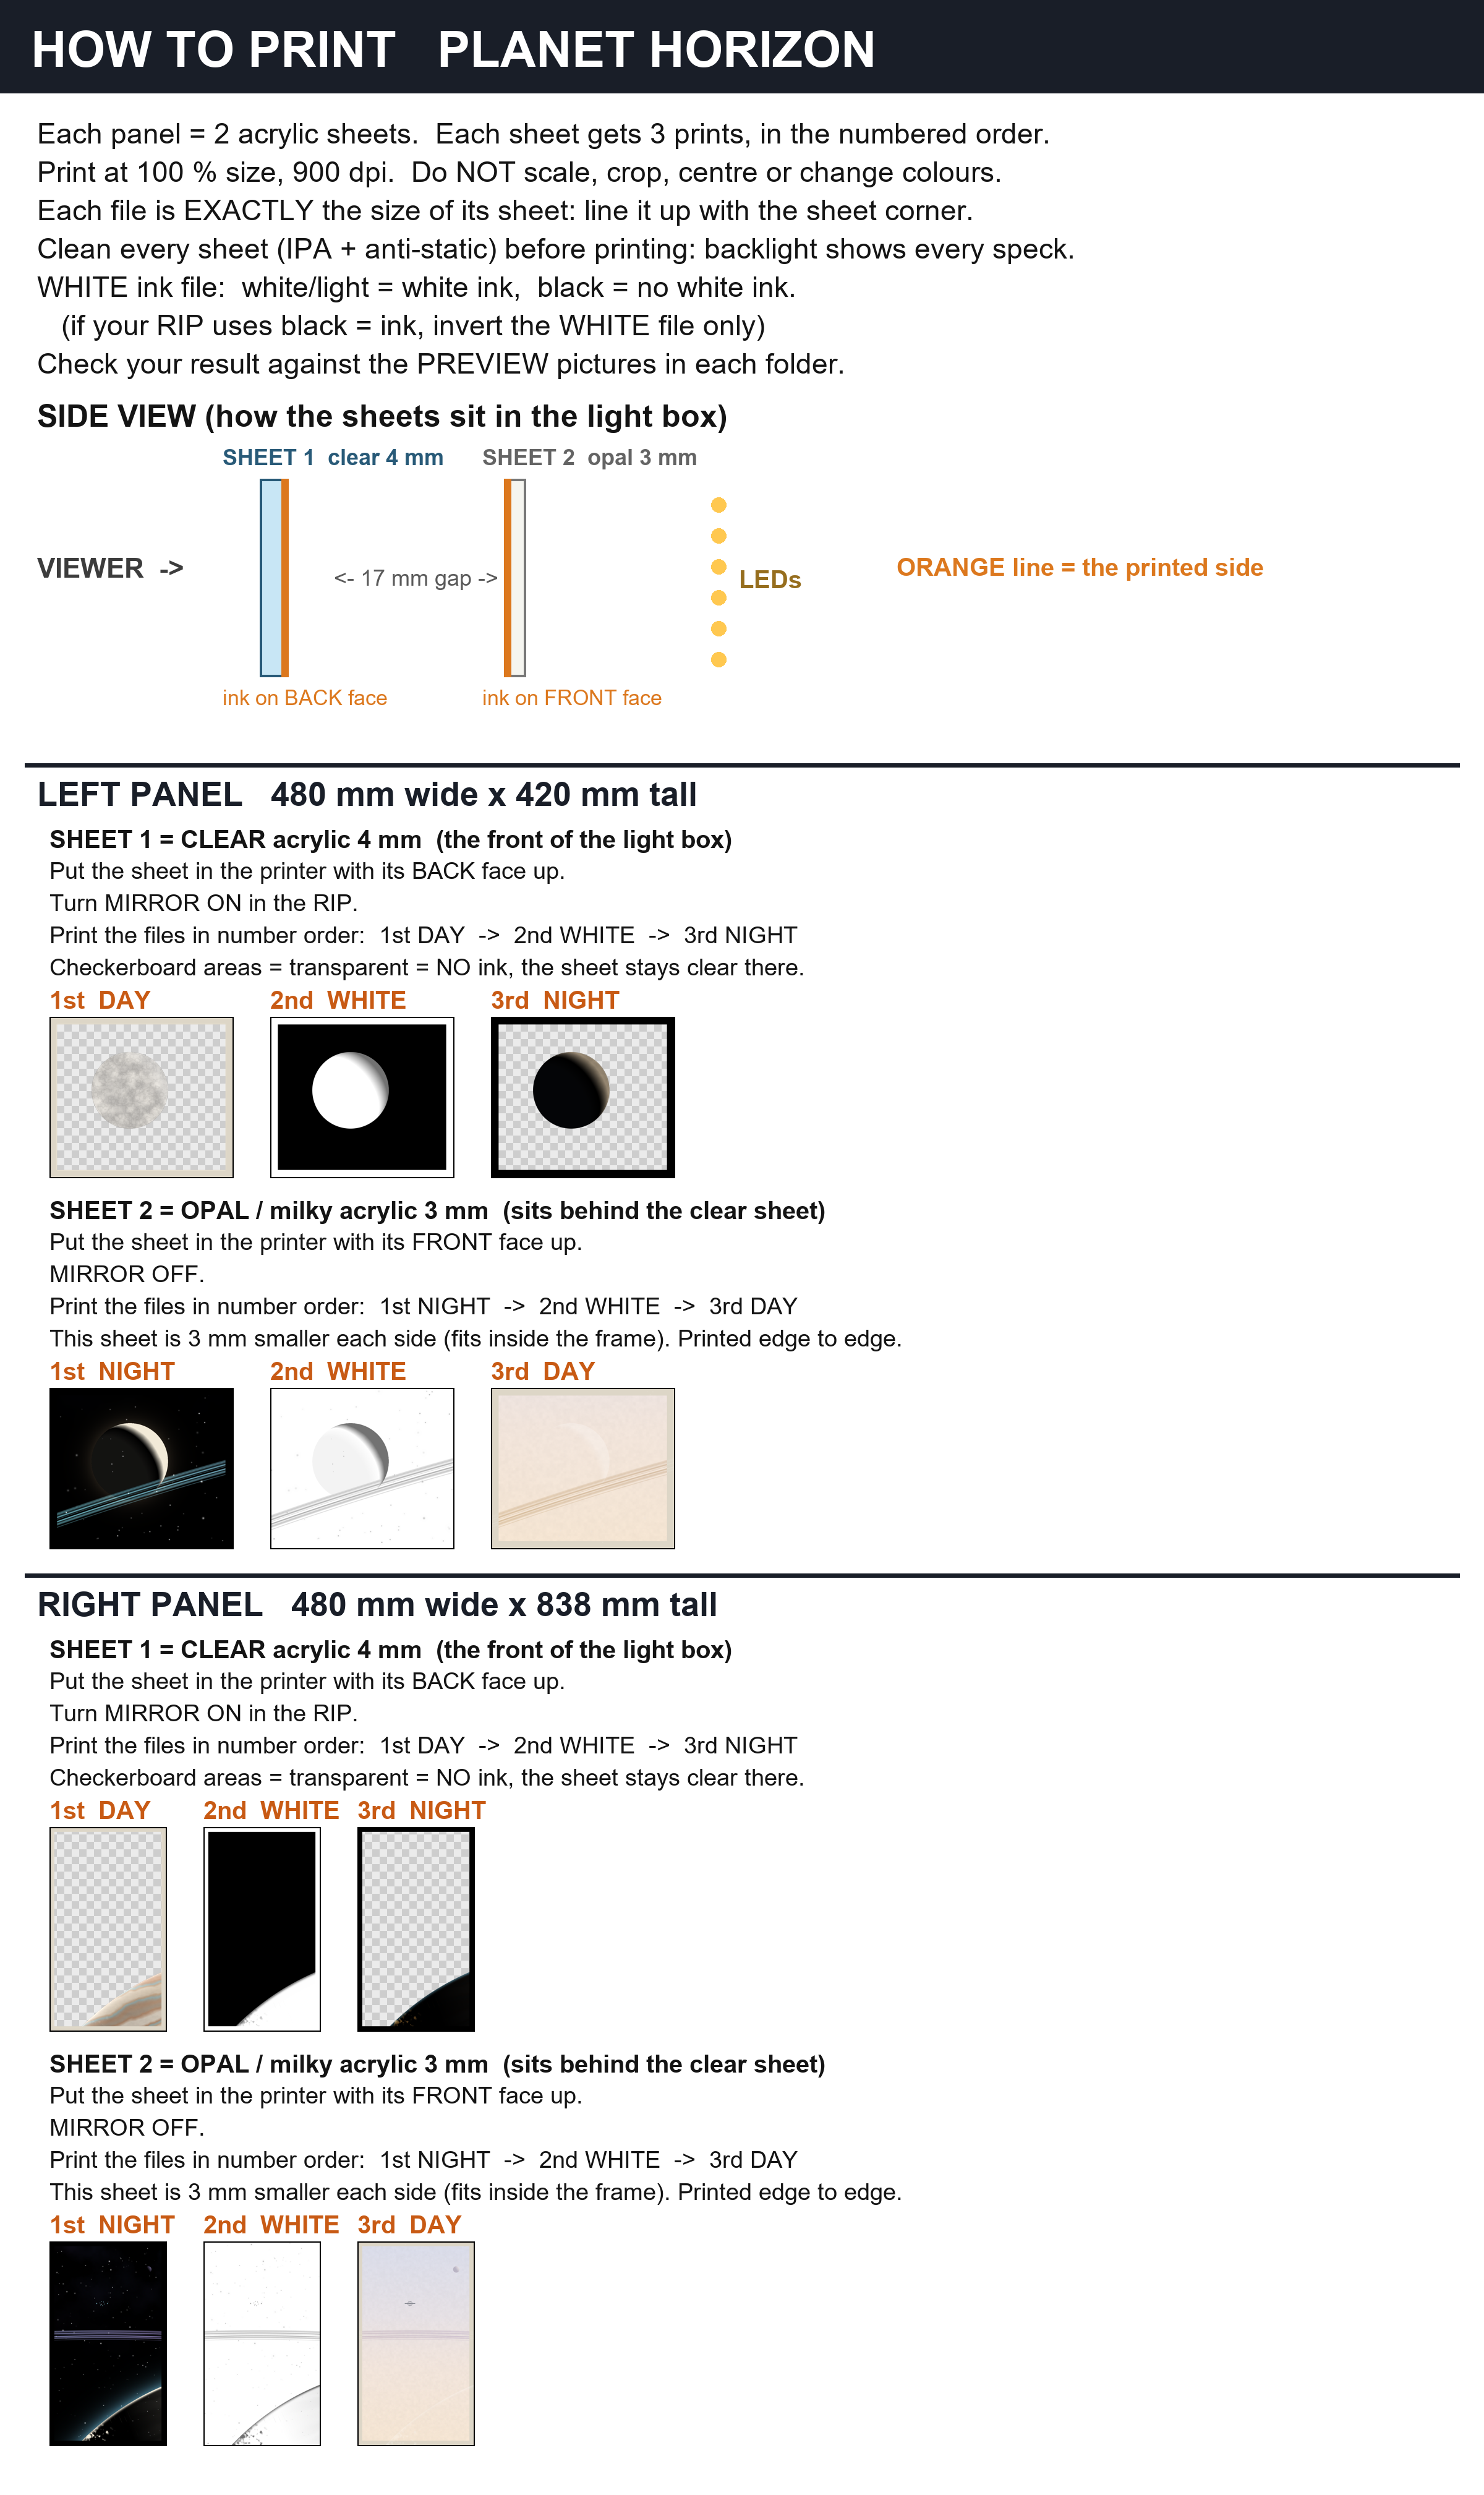 HOW TO PRINT   PLANET HORIZON
Each panel = 2 acrylic sheets.  Each sheet gets 3 prints, in the numbered order.
Print at 100 % size, 900 dpi.  Do NOT scale, crop, centre or change colours.
Each file is EXACTLY the size of its sheet: line it up with the sheet corner.
Clean every sheet (IPA + anti-static) before printing: backlight shows every speck.
WHITE ink file:  white/light = white ink,  black = no white ink.
(if your RIP uses black = ink, invert the WHITE file only)
Check your result against the PREVIEW pictures in each folder.
SIDE VIEW (how the sheets sit in the light box)
SHEET 1  clear 4 mm
SHEET 2  opal 3 mm
VIEWER  ->
<- 17 mm gap ->
LEDs
ORANGE line = the printed side
ink on BACK face
ink on FRONT face
LEFT PANEL   480 mm wide x 420 mm tall
SHEET 1 = CLEAR acrylic 4 mm  (the front of the light box)
Put the sheet in the printer with its BACK face up.
Turn MIRROR ON in the RIP.
Print the files in number order:  1st DAY  ->  2nd WHITE  ->  3rd NIGHT
Checkerboard areas = transparent = NO ink, the sheet stays clear there.
1st  DAY
2nd  WHITE
3rd  NIGHT
SHEET 2 = OPAL / milky acrylic 3 mm  (sits behind the clear sheet)
Put the sheet in the printer with its FRONT face up.
MIRROR OFF.
Print the files in number order:  1st NIGHT  ->  2nd WHITE  ->  3rd DAY
This sheet is 3 mm smaller each side (fits inside the frame). Printed edge to edge.
1st  NIGHT
2nd  WHITE
3rd  DAY
RIGHT PANEL   480 mm wide x 838 mm tall
SHEET 1 = CLEAR acrylic 4 mm  (the front of the light box)
Put the sheet in the printer with its BACK face up.
Turn MIRROR ON in the RIP.
Print the files in number order:  1st DAY  ->  2nd WHITE  ->  3rd NIGHT
Checkerboard areas = transparent = NO ink, the sheet stays clear there.
1st  DAY
2nd  WHITE
3rd  NIGHT
SHEET 2 = OPAL / milky acrylic 3 mm  (sits behind the clear sheet)
Put the sheet in the printer with its FRONT face up.
MIRROR OFF.
Print the files in number order:  1st NIGHT  ->  2nd WHITE  ->  3rd DAY
This sheet is 3 mm smaller each side (fits inside the frame). Printed edge to edge.
1st  NIGHT
2nd  WHITE
3rd  DAY